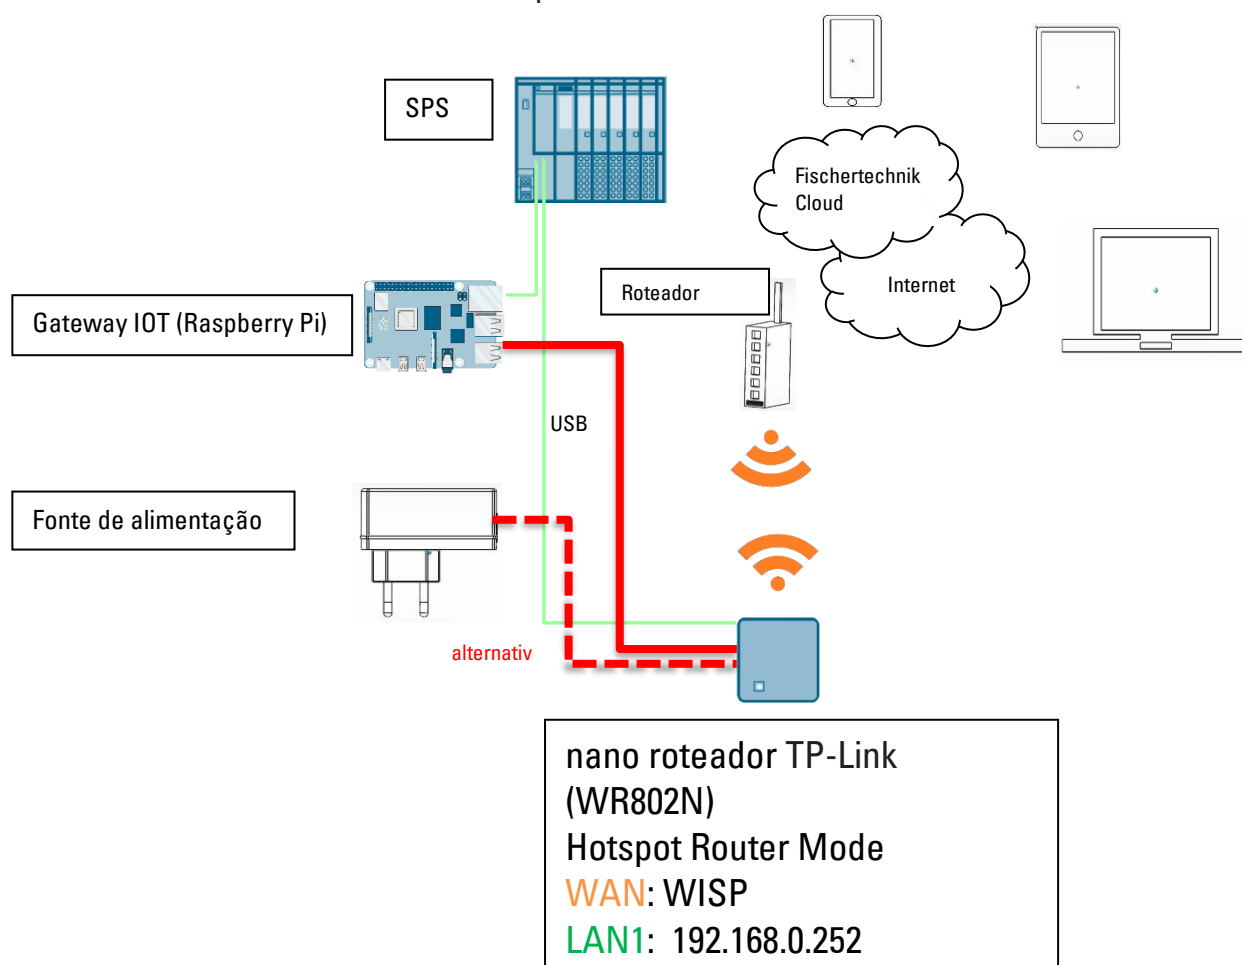 SPS
Fischertechnik
Cloud
Internet
Roteador
Gateway IOT (Raspberry Pi)
USB
Fonte de alimentação
alternativ
nano roteador TP-Link
(WR802N)
Hotspot Router Mode
WAN: WISP
LAN1: 192.168.0.252